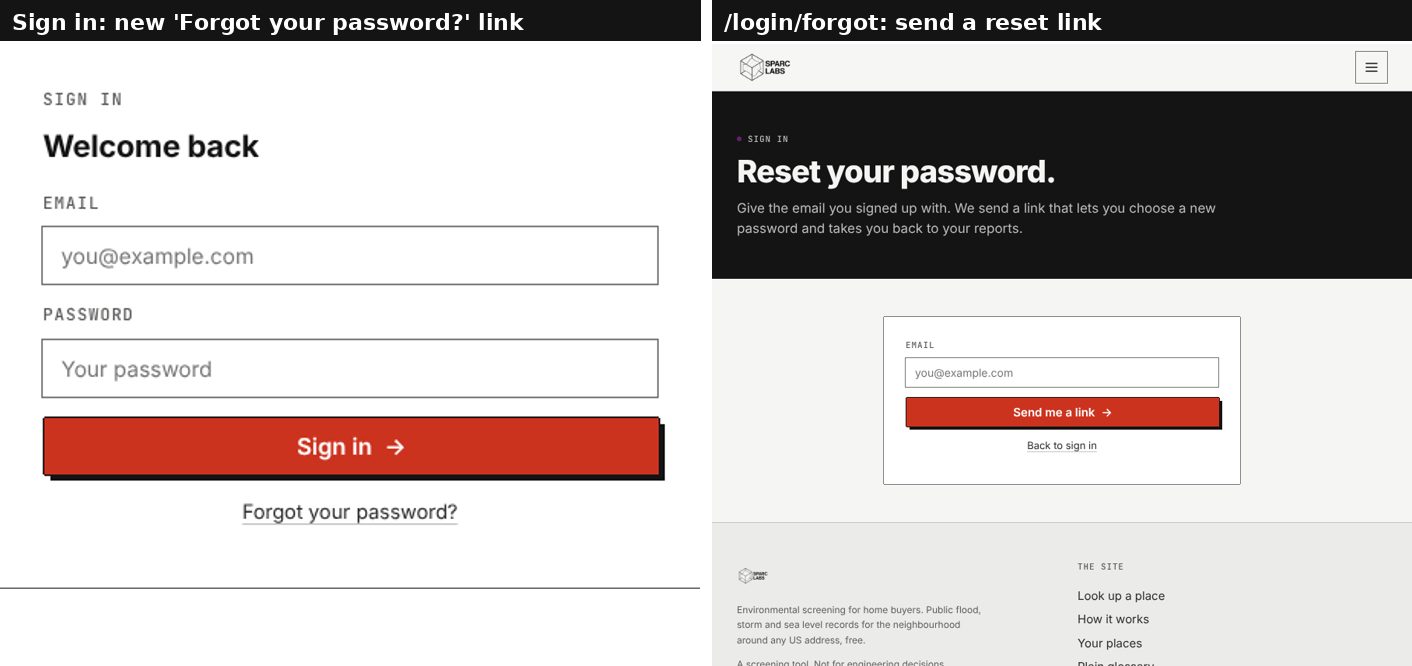 Sign in: new 'Forgot your password?' link
SIGN IN
Welcome back
EMAIL
you@example.com
PASSWORD
Your password
Sign in →
Forgot your password?
/login/forgot: send a reset link
SPARC
LABS
SIGN IN
Reset your password.
Give the email you signed up with. We send a link that lets you choose a new
password and takes you back to your reports.
EMAIL
you@example.com
Send me a link →
Back to sign in
SPARC
LABS
Environmental screening for home buyers. Public flood,
storm and sea level records for the neighbourhood
around any US address, free.
A screening tool. Not for engineering decisions
THE SITE
Look up a place
How it works
Your places
Plain glossary